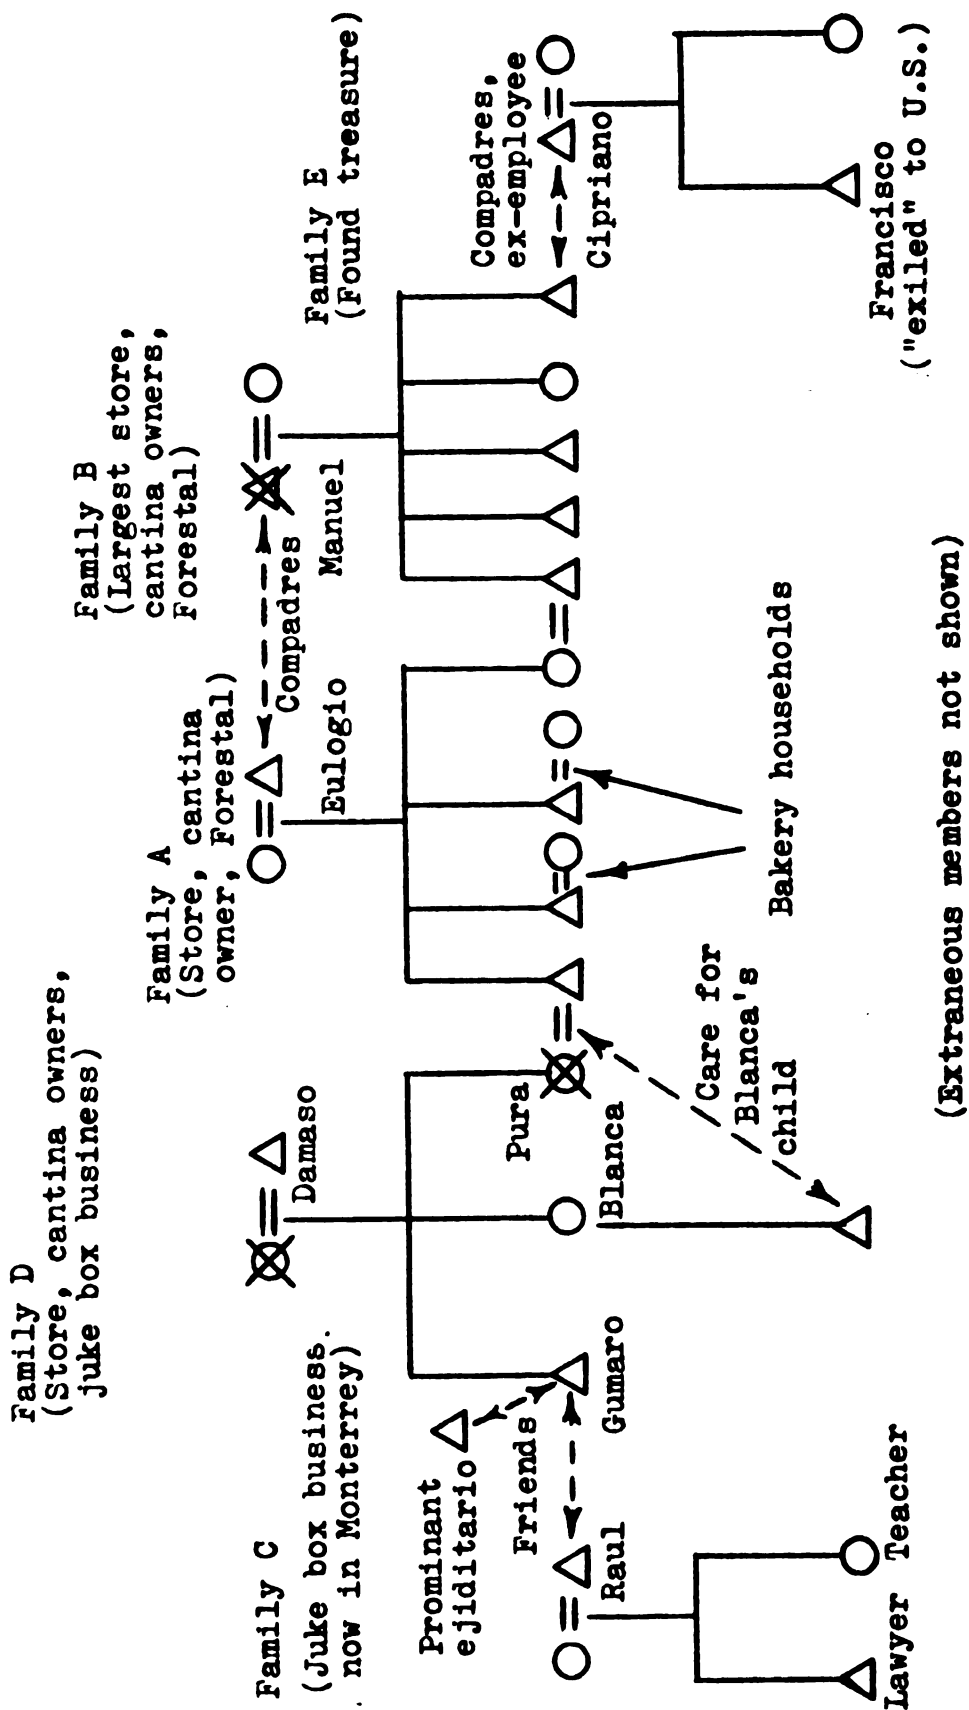 Family D
(Store, cantina owners,
juke box business)
Family C
(Juke box business.
now in Monterrey)
Family A
(Store, cantina
owner, Forestal)
Family B
(Largest store,
cantina owners,
Forestal)
Family E
(Found treasure)
Damaso
Eulogio
Compadres
Manuel
Prominant
ejiditario
Friends
Raul
Gumaro
Pura
Blanca
Compadres,
ex-employee
Cipriano
Care for
Blanca's
child
Bakery households
Lawyer
Teacher
Francisco
("exiled" to U.S.)
(Extraneous members not shown)